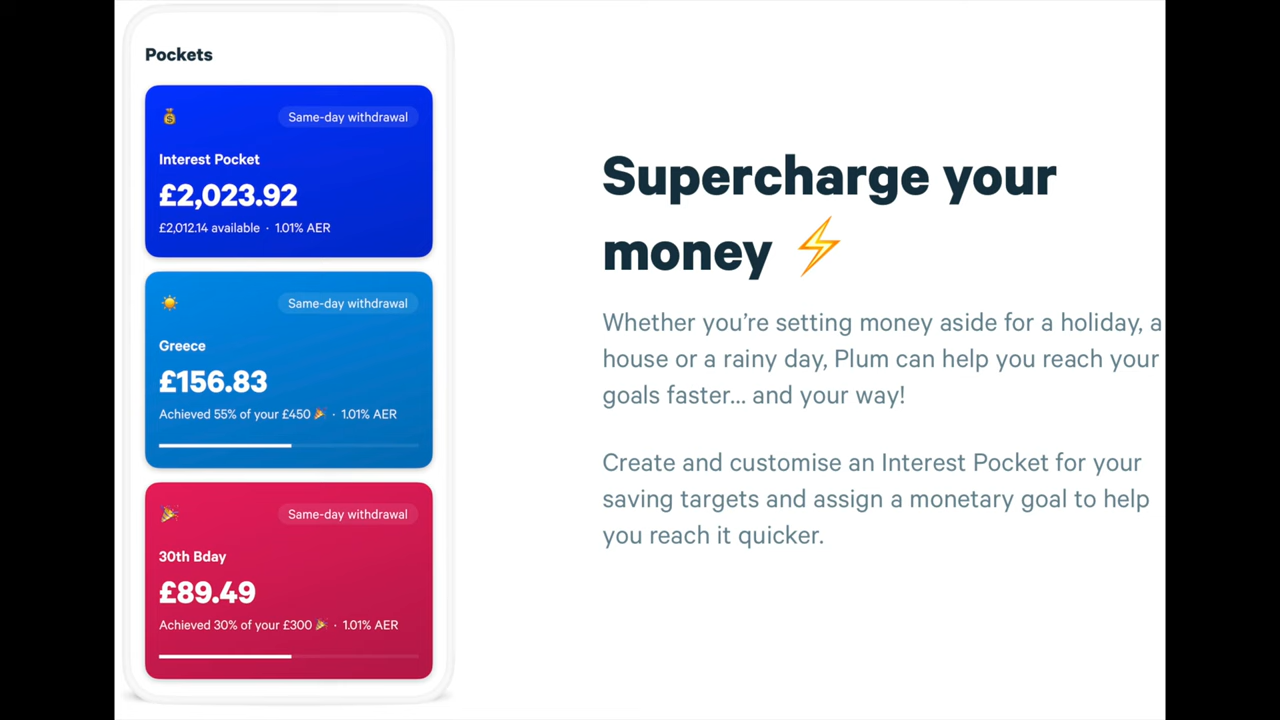 Pockets
Same-day withdrawal
Interest Pocket
£2,023.92
£2,012.14 available · 1.01% AER
Same-day withdrawal
Greece
£156.83
Achieved 55% of your £450 🎉 · 1.01% AER
Same-day withdrawal
30th Bday
£89.49
Achieved 30% of your £300 🎉 · 1.01% AER
Supercharge your
money ⚡
Whether you’re setting money aside for a holiday, a
house or a rainy day, Plum can help you reach your
goals faster... and your way!
Create and customise an Interest Pocket for your
saving targets and assign a monetary goal to help
you reach it quicker.